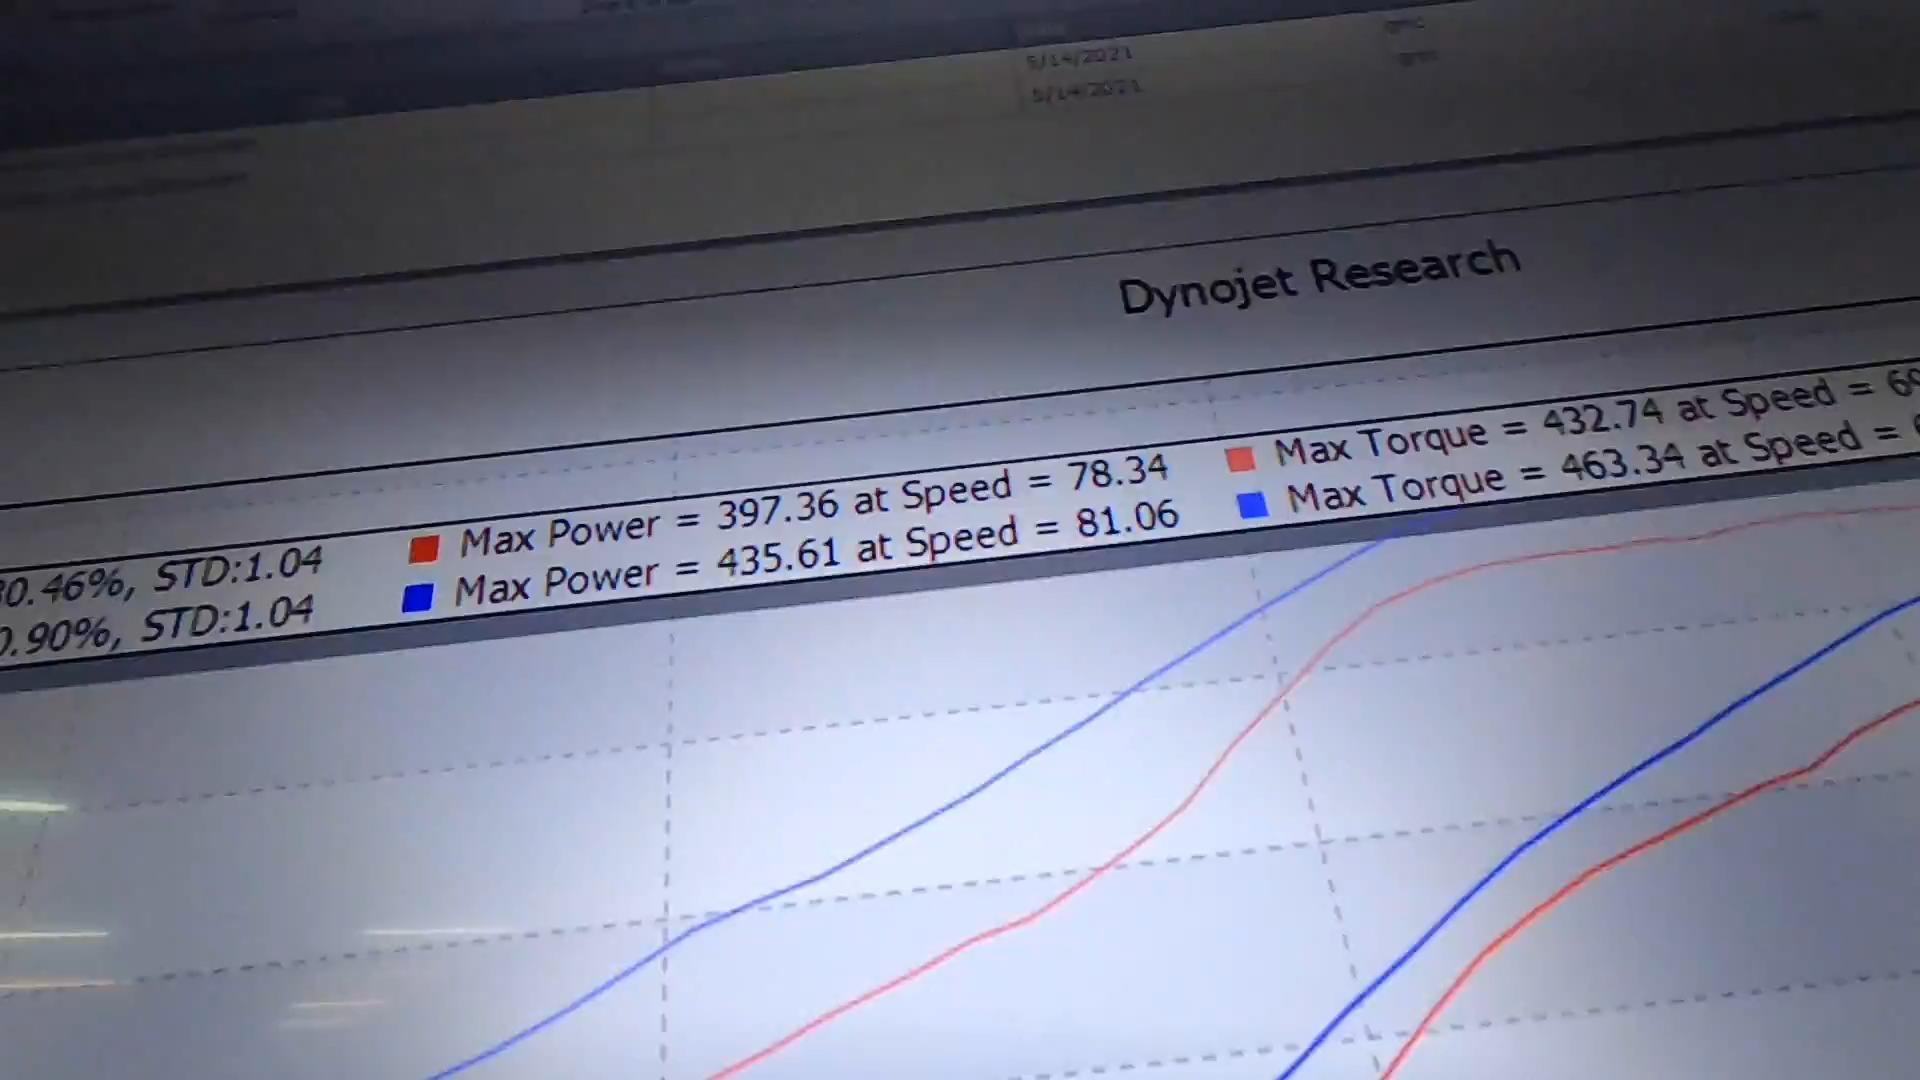 5/14/2021
5/14/2021
Dynojet Research
0.46%, STD:1.04
Max Power = 397.36 at Speed = 78.34
Max Torque = 432.74 at Speed = 6
.90%, STD:1.04
Max Power = 435.61 at Speed = 81.06
Max Torque = 463.34 at Speed =